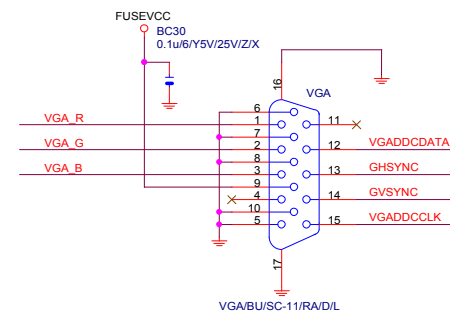 FUSEVCC
BC30
0.1u/6/Y5V/25V/Z/X
16
VGA
6
VGA_R
1
11
7
VGA_G
2
12
VGADDCDATA
8
VGA_B
3
13
GHSYNC
9
4
14
GVSYNC
10
5
15
VGADDCCLK
17
VGA/BU/SC-11/RA/D/L